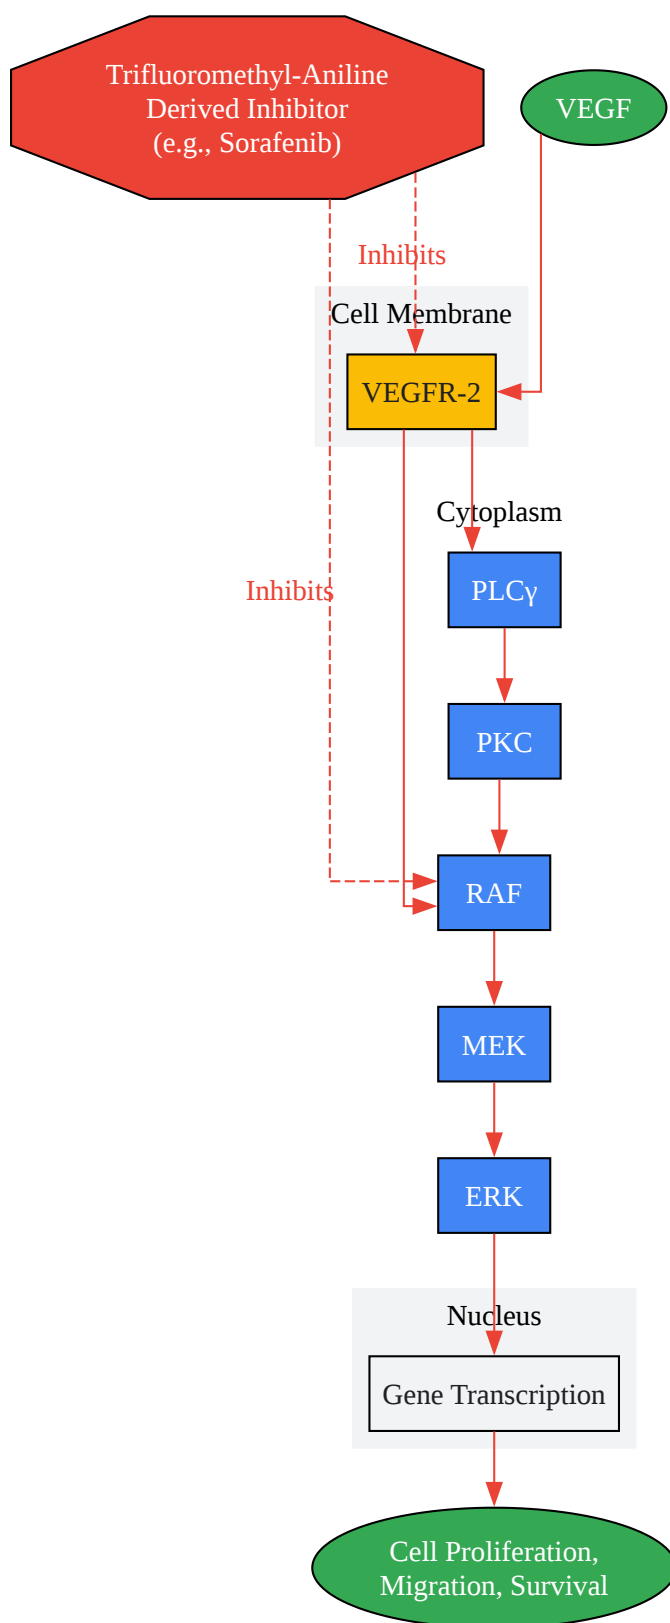 Trifluoromethyl-Aniline
Derived Inhibitor
(e.g., Sorafenib)
VEGF
Inhibits
Cell Membrane
VEGFR-2
Cytoplasm
PLCγ
Inhibits
PKC
RAF
MEK
ERK
Nucleus
Gene Transcription
Cell Proliferation,
Migration, Survival